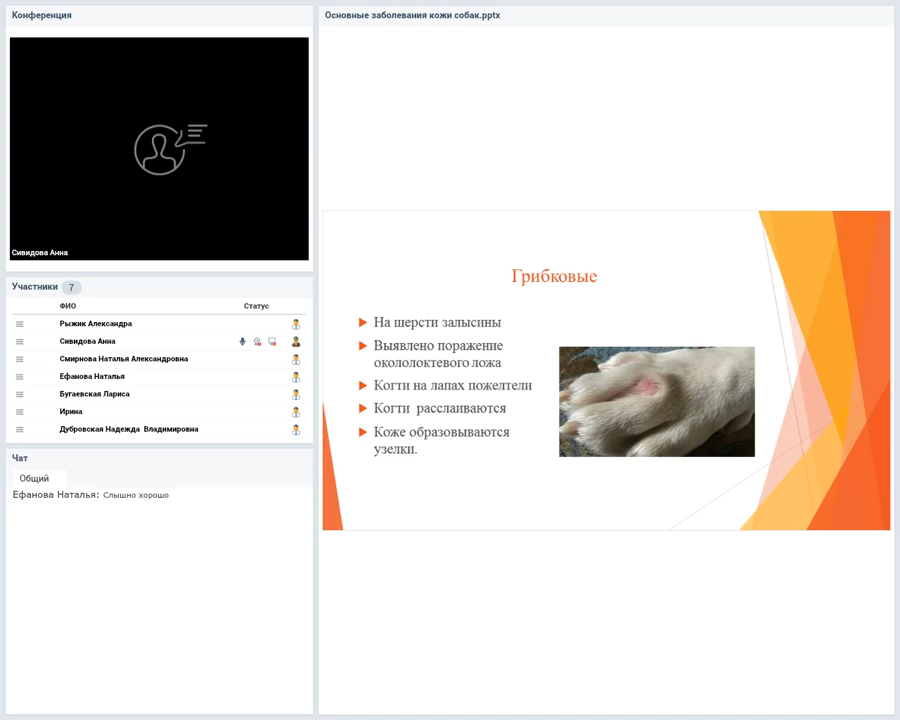 Конференция
Сивидова Анна
Участники 7
ФИО Статус
Рыжик Александра
Сивидова Анна
Смирнова Наталья Александровна
Ефанова Наталья
Бугаевская Лариса
Ирина
Дубровская Надежда Владимировна
Чат
Общий
Ефанова Наталья: Слышно хорошо
Основные заболевания кожи собак.pptx
Грибковые
На шерсти залысины
Выявлено поражение
окололоктевого ложа
Когти на лапах пожелтели
Когти расслаиваются
Коже образовываются
узелки.